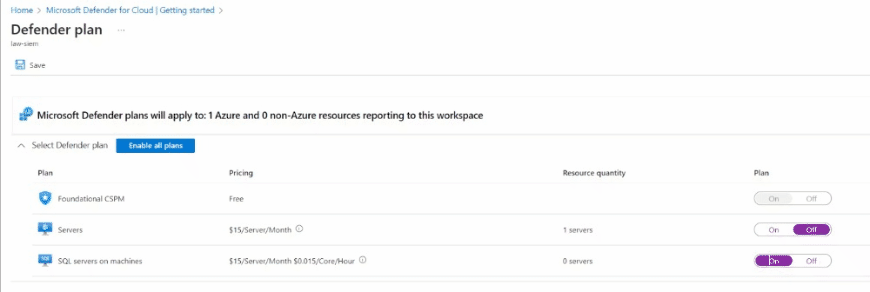 Home > Microsoft Defender for Cloud | Getting started >
Defender plan ...
law-siem
Save
Microsoft Defender plans will apply to: 1 Azure and 0 non-Azure resources reporting to this workspace
Select Defender plan Enable all plans
Plan Pricing Resource quantity Plan
Foundational CSPM Free On Off
Servers $15/Server/Month 1 servers On Off
SQL servers on machines $15/Server/Month $0.015/Core/Hour 0 servers On Off